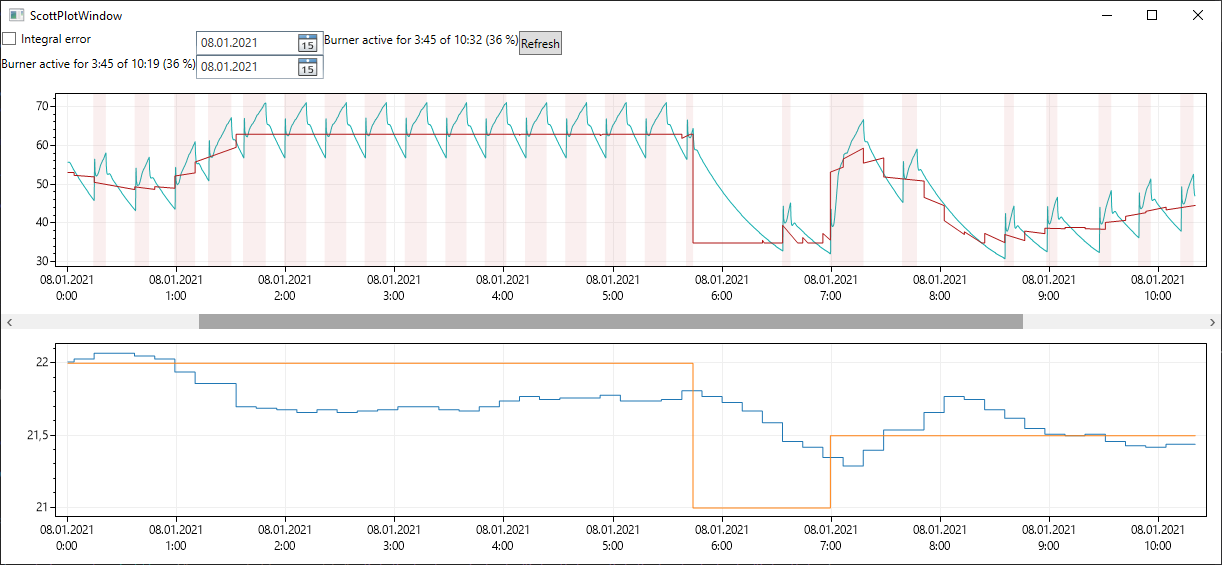 ScottPlotWindow
Integral error
08.01.2021
15
Burner active for 3:45 of 10:32 (36 %)
Refresh
Burner active for 3:45 of 10:19 (36 %)
08.01.2021
15
70
60
50
40
30
08.01.2021 08.01.2021 08.01.2021 08.01.2021 08.01.2021 08.01.2021 08.01.2021 08.01.2021 08.01.2021 08.01.2021 08.01.2021
0:00 1:00 2:00 3:00 4:00 5:00 6:00 7:00 8:00 9:00 10:00
22
21,5
21
08.01.2021 08.01.2021 08.01.2021 08.01.2021 08.01.2021 08.01.2021 08.01.2021 08.01.2021 08.01.2021 08.01.2021 08.01.2021
0:00 1:00 2:00 3:00 4:00 5:00 6:00 7:00 8:00 9:00 10:00